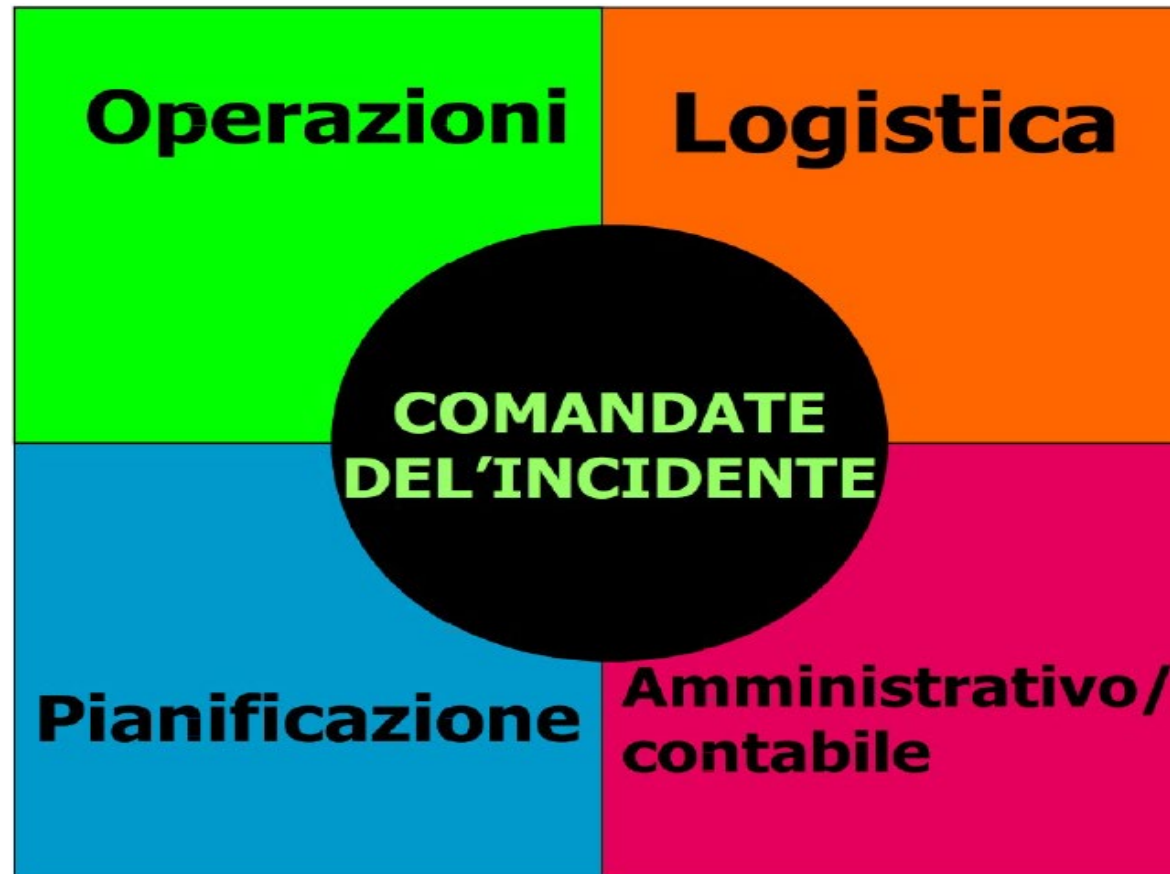 Operazioni
Logistica
COMANDATE
DEL’INCIDENTE
Pianificazione
Amministrativo/
contabile